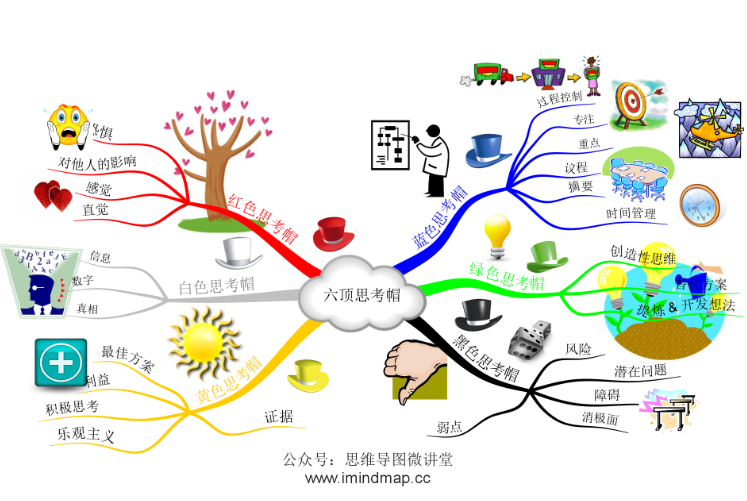 六顶思考帽
红色思考帽
惧
对他人的影响
感觉
直觉
白色思考帽
信息
数字
真相
黄色思考帽
最佳方案
利益
积极思考
乐观主义
证据
蓝色思考帽
过程控制
专注
重点
议程
摘要
时间管理
绿色思考帽
创造性思维
替代方案
提炼 & 开发想法
黑色思考帽
风险
潜在问题
障碍
消极面
弱点
公众号：思维导图微讲堂
www.imindmap.cc